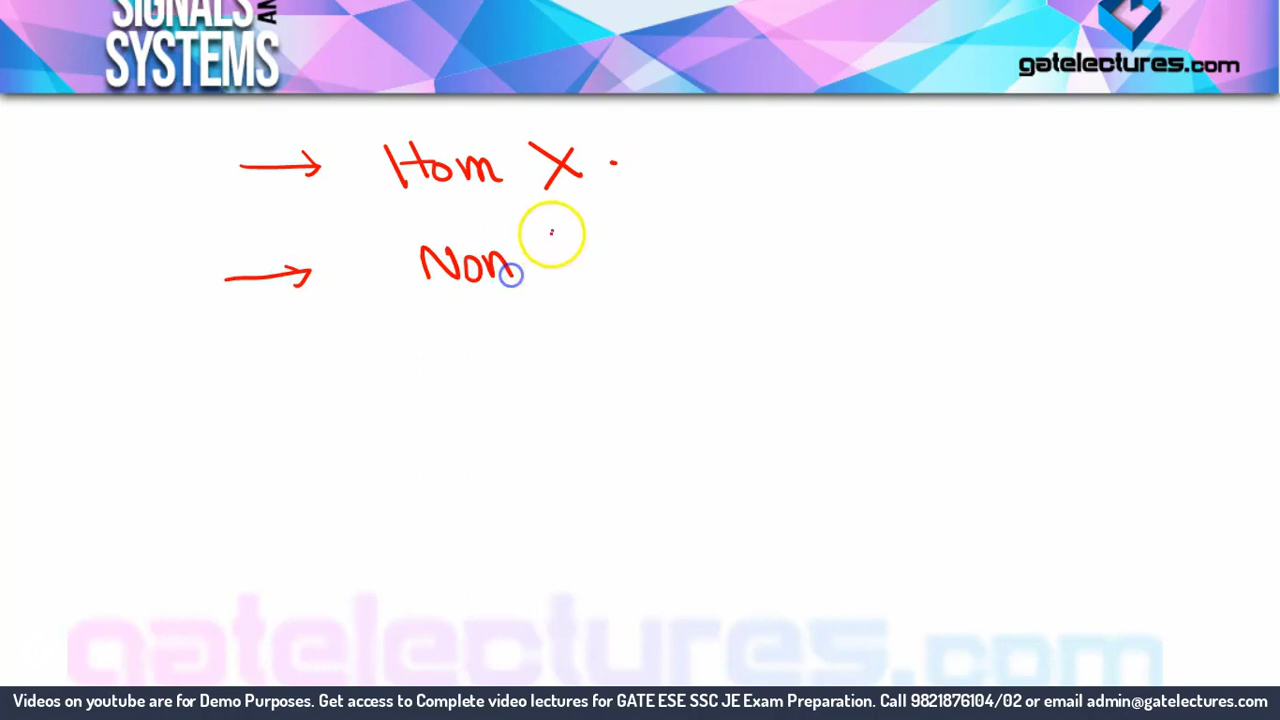 SIGNALS AND
SYSTEMS
gatelectures.com
→ Hom X .
→ Non
gatelectures.com
Videos on youtube are for Demo Purposes. Get access to Complete video lectures for GATE ESE SSC JE Exam Preparation. Call 9821876104/02 or email admin@gatelectures.com